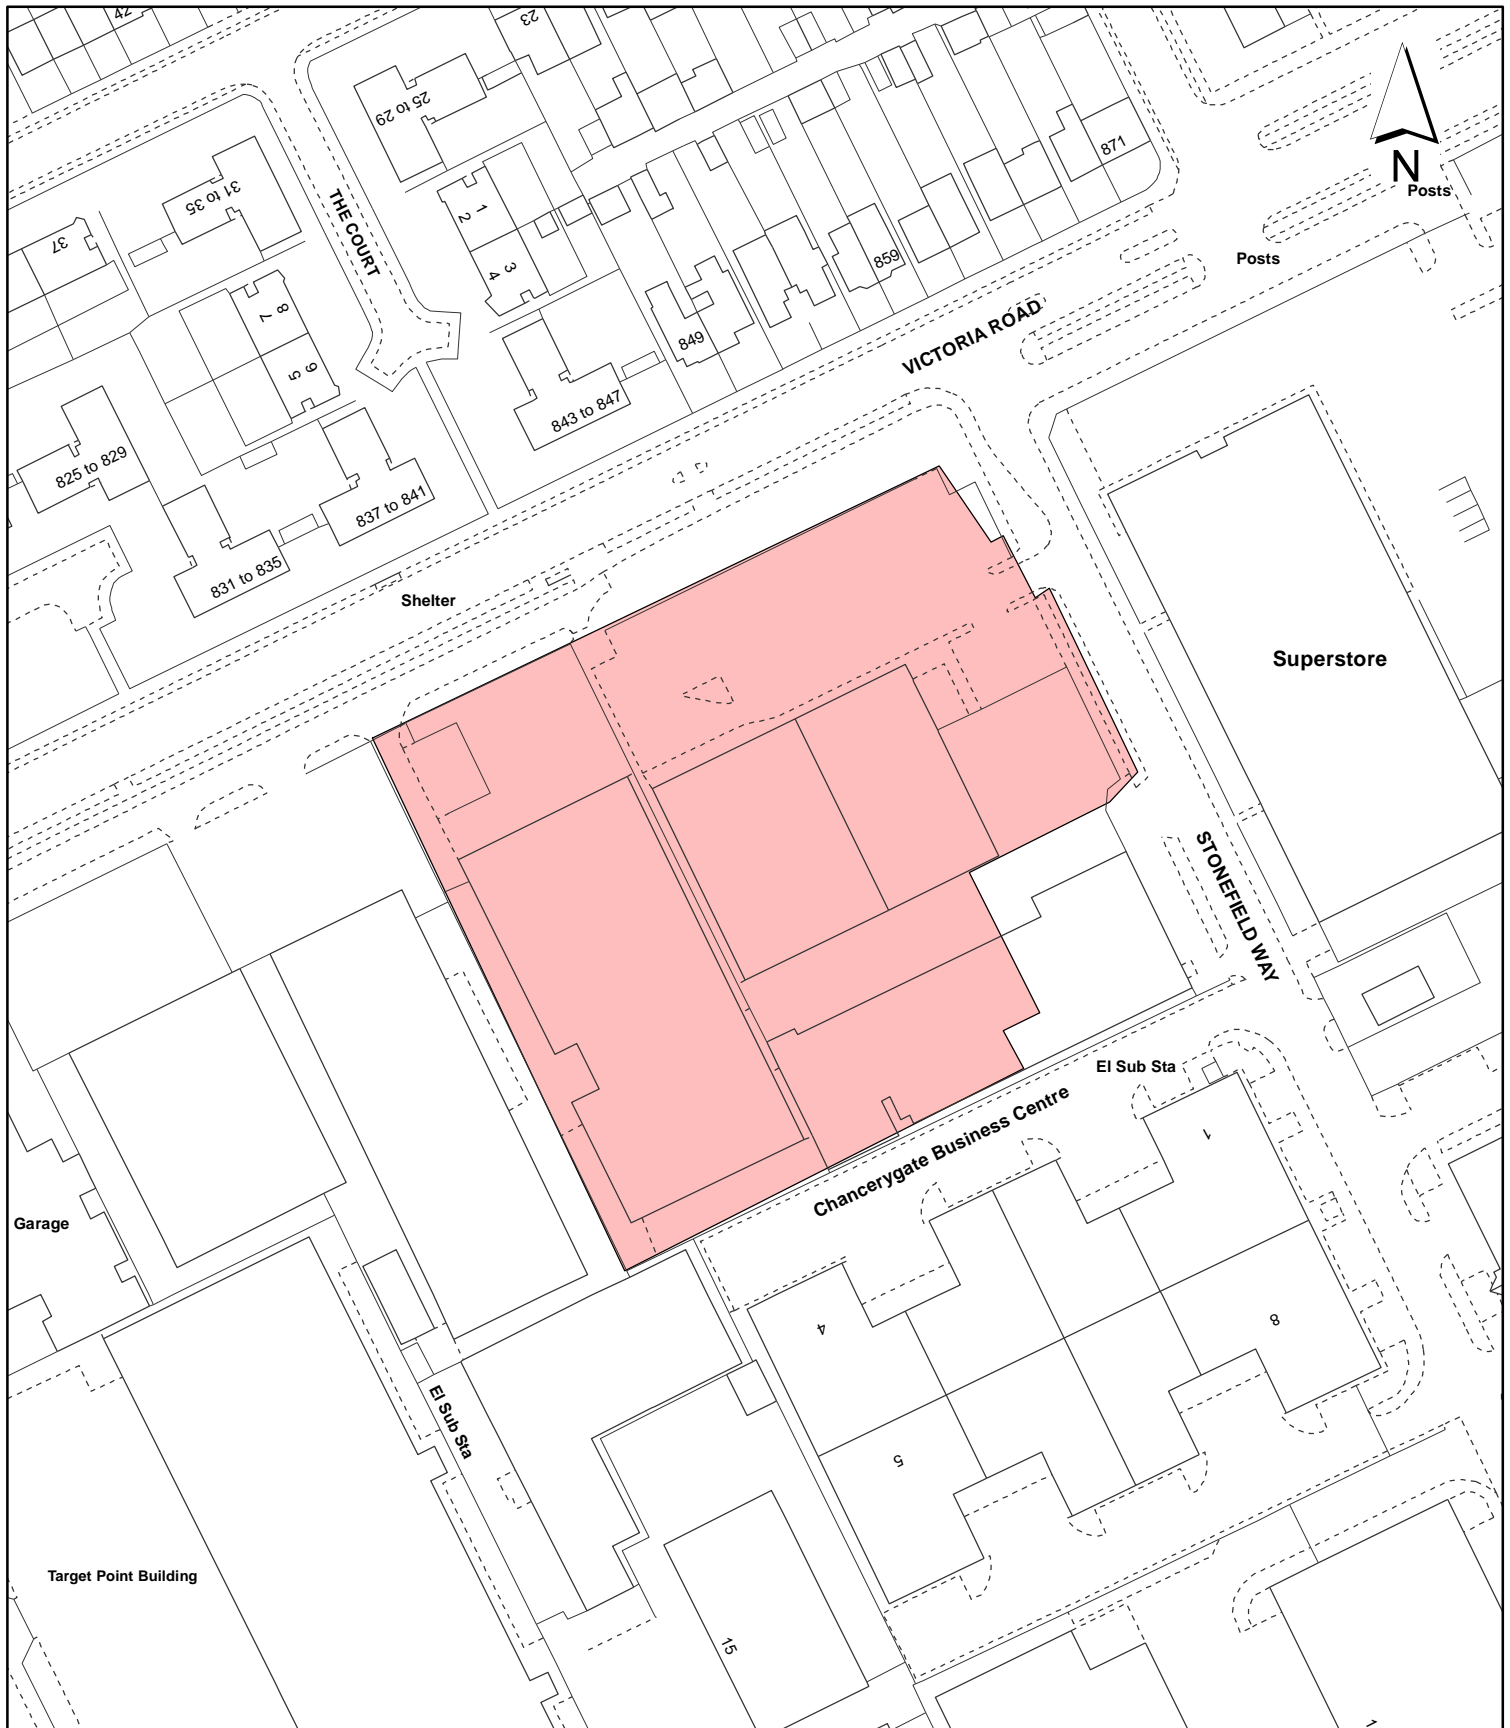 42
23
25 to 29
31 to 35
37
THE COURT
1
2
3
4
871
N
Posts
Posts
859
VICTORIA ROAD
849
8
7
6
5
843 to 847
825 to 829
837 to 841
831 to 835
Shelter
Superstore
STONEFIELD WAY
El Sub Sta
Chancerygate Business Centre
1
Garage
4
8
El Sub Sta
5
Target Point Building
15
1